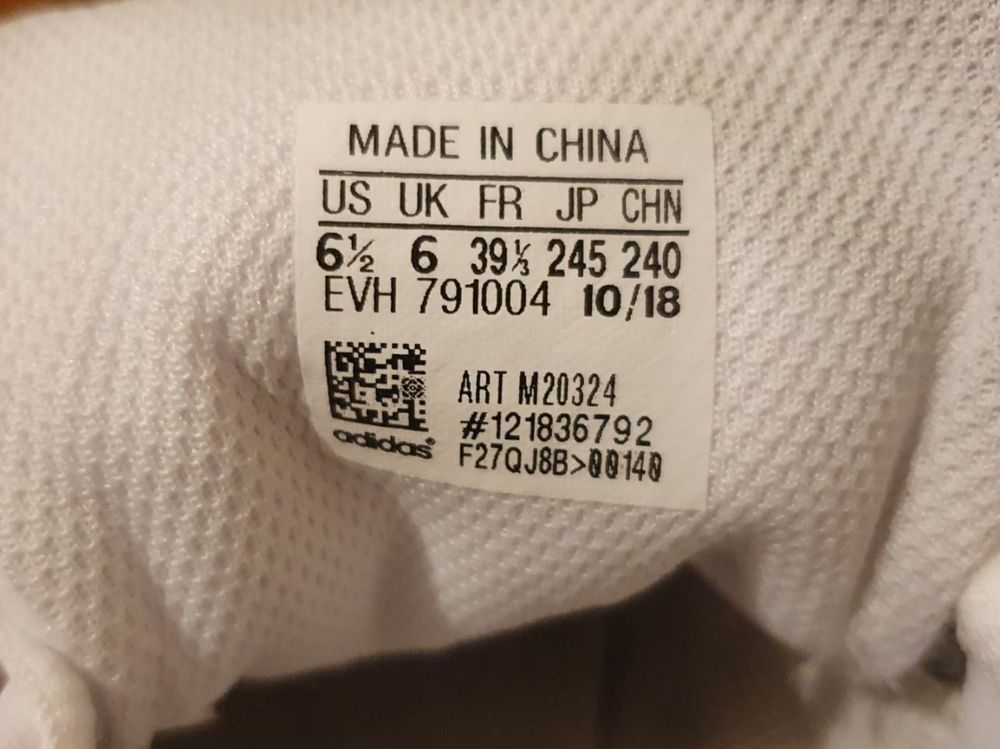 MADE IN CHINA
US UK FR JP CHN
6½ 6 39⅓ 245 240
EVH 791004 10/18
ART M20324
#121836792
F27QJ8B>00140
adidas®